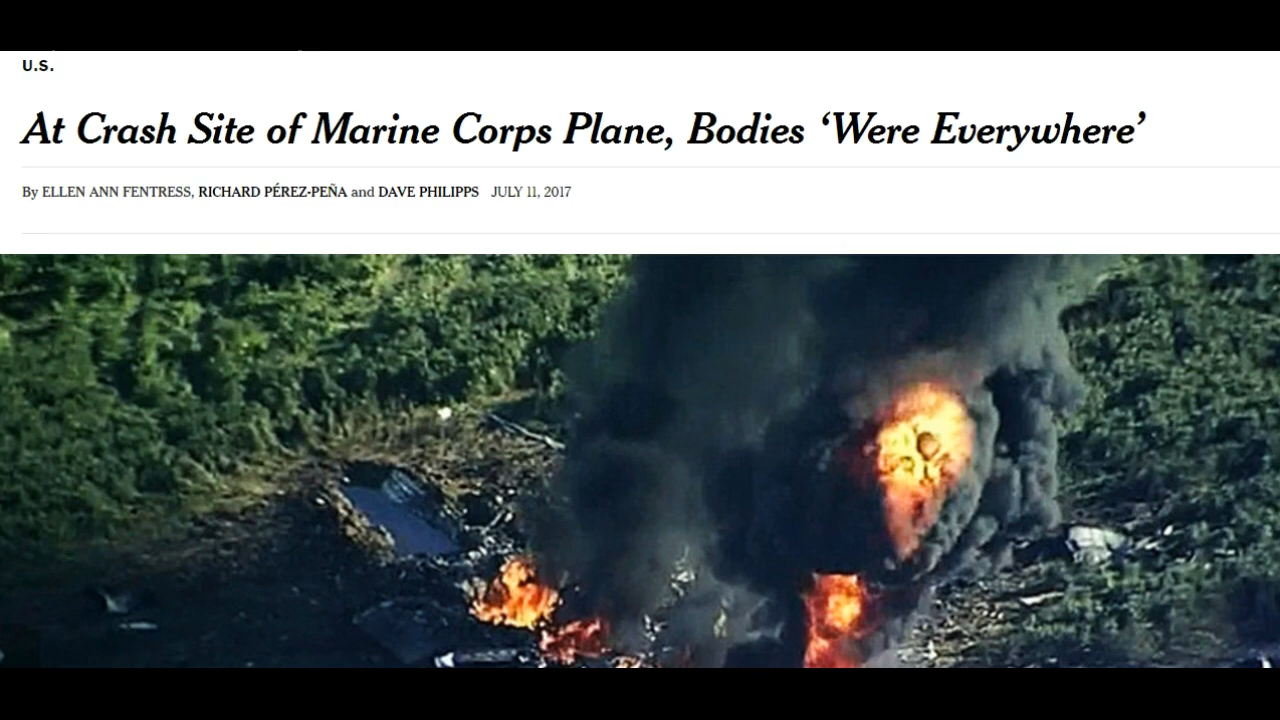 U.S.
At Crash Site of Marine Corps Plane, Bodies ‘Were Everywhere’
By ELLEN ANN FENTRESS, RICHARD PÉREZ-PEÑA and DAVE PHILIPPS JULY 11, 2017